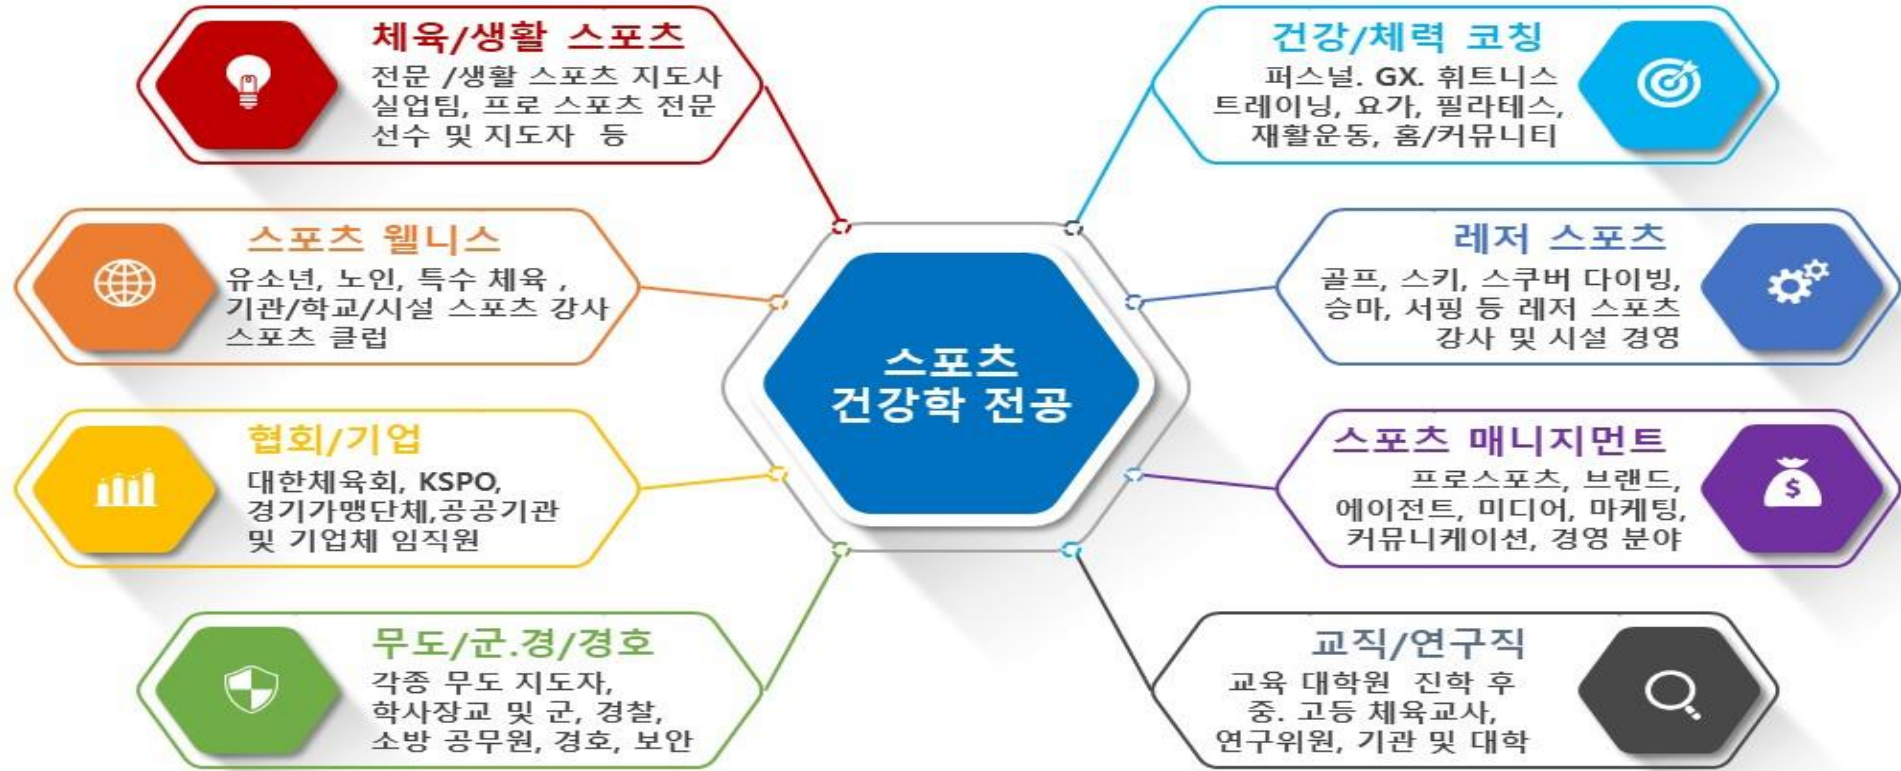 체육/생활 스포츠
전문 /생활 스포츠 지도사
실업팀, 프로 스포츠 전문
선수 및 지도자 등
스포츠 웰니스
유소년, 노인, 특수 체육 ,
기관/학교/시설 스포츠 강사
스포츠 클럽
협회/기업
대한체육회, KSPO,
경기가맹단체,공공기관
및 기업체 임직원
무도/군.경/경호
각종 무도 지도자,
학사장교 및 군, 경찰,
소방 공무원, 경호, 보안
스포츠
건강학 전공
건강/체력 코칭
퍼스널. GX. 휘트니스
트레이닝, 요가, 필라테스,
재활운동, 홈/커뮤니티
레저 스포츠
골프, 스키, 스쿠버 다이빙,
승마, 서핑 등 레저 스포츠
강사 및 시설 경영
스포츠 매니지먼트
프로스포츠, 브랜드,
에이전트, 미디어, 마케팅,
커뮤니케이션, 경영 분야
$
교직/연구직
교육 대학원 진학 후
중. 고등 체육교사,
연구위원, 기관 및 대학